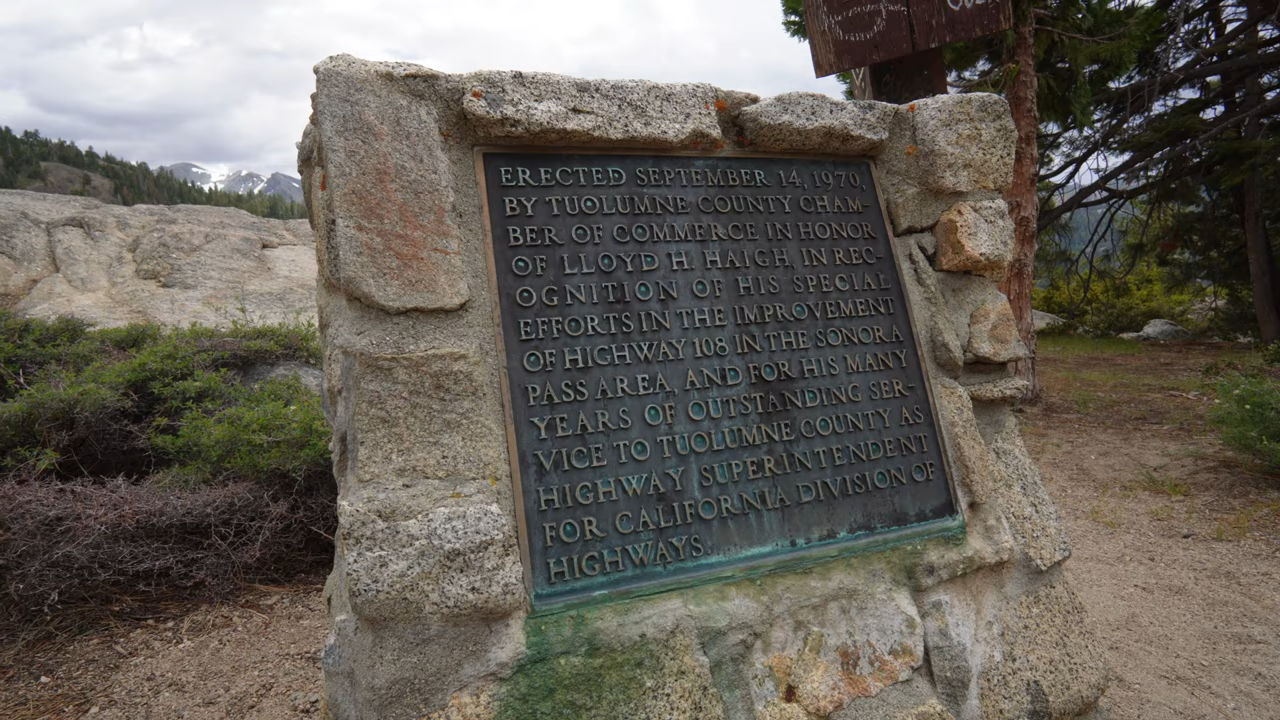 ERECTED SEPTEMBER 14, 1970,
BY TUOLUMNE COUNTY CHAM-
BER OF COMMERCE IN HONOR
OF LLOYD H. HAIGH, IN REC-
OGNITION OF HIS SPECIAL
EFFORTS IN THE IMPROVEMENT
OF HIGHWAY 108 IN THE SONORA
PASS AREA, AND FOR HIS MANY
YEARS OF OUTSTANDING SER-
VICE TO TUOLUMNE COUNTY AS
HIGHWAY SUPERINTENDENT
FOR CALIFORNIA DIVISION OF
HIGHWAYS.